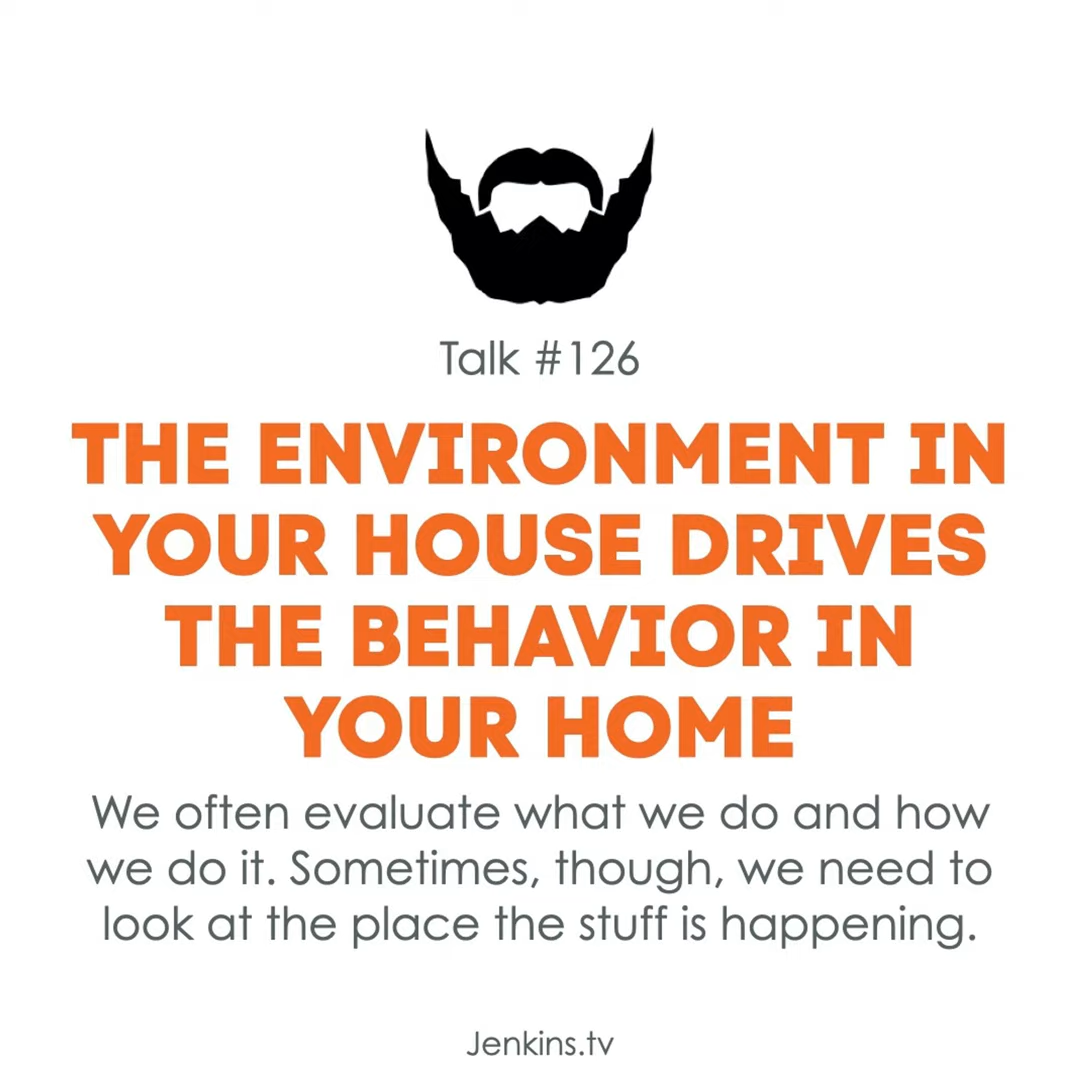 Talk #126
THE ENVIRONMENT IN
YOUR HOUSE DRIVES
THE BEHAVIOR IN
YOUR HOME
We often evaluate what we do and how
we do it. Sometimes, though, we need to
look at the place the stuff is happening.
Jenkins.tv